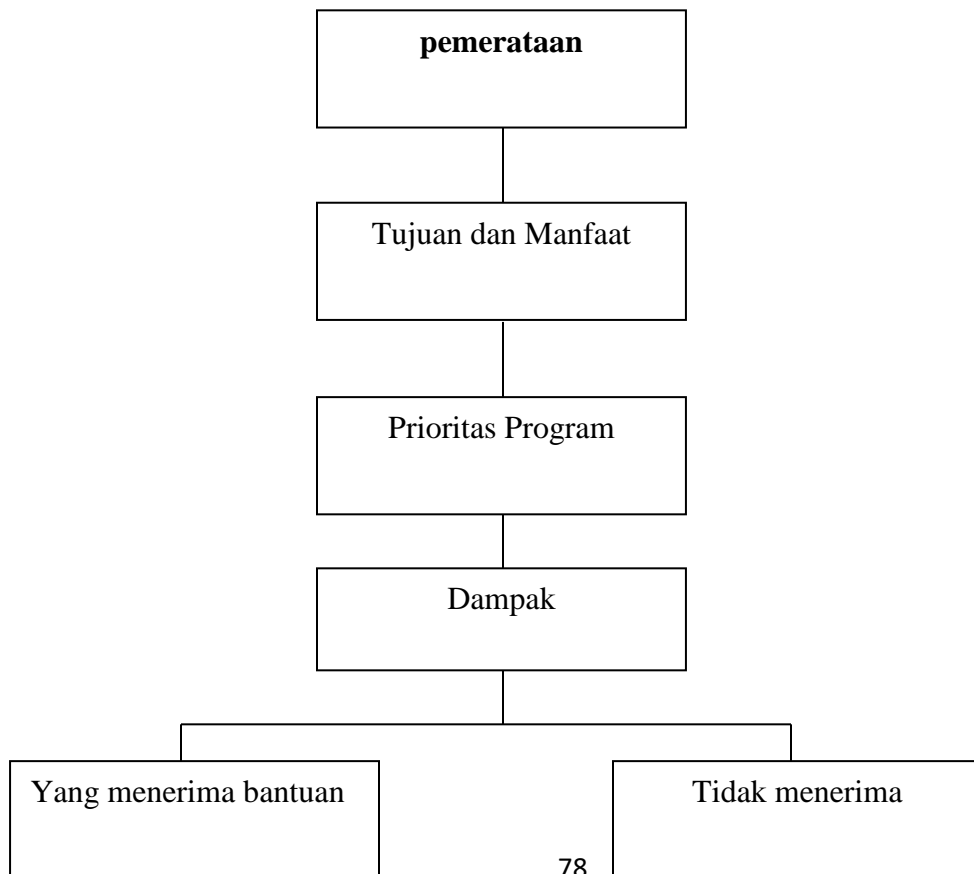 pemerataan
Tujuan dan Manfaat
Prioritas Program
Dampak
Yang menerima bantuan
Tidak menerima
78